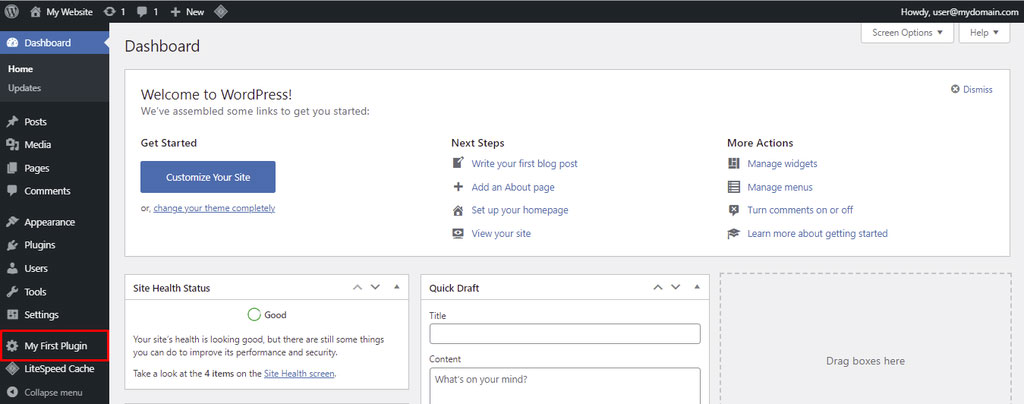 My Website 1 1 New
Howdy, user@mydomain.com
Dashboard
Home
Updates
Posts
Media
Pages
Comments
Appearance
Plugins
Users
Tools
Settings
My First Plugin
LiteSpeed Cache
Collapse menu
Dashboard
Screen Options
Help
Welcome to WordPress!
We've assembled some links to get you started:
Dismiss
Get Started
Customize Your Site
or, change your theme completely
Next Steps
Write your first blog post
Add an About page
Set up your homepage
View your site
More Actions
Manage widgets
Manage menus
Turn comments on or off
Learn more about getting started
Site Health Status
Good
Your site's health is looking good, but there are still some things
you can do to improve its performance and security.
Take a look at the 4 items on the Site Health screen.
Quick Draft
Title
Content
What's on your mind?
Drag boxes here